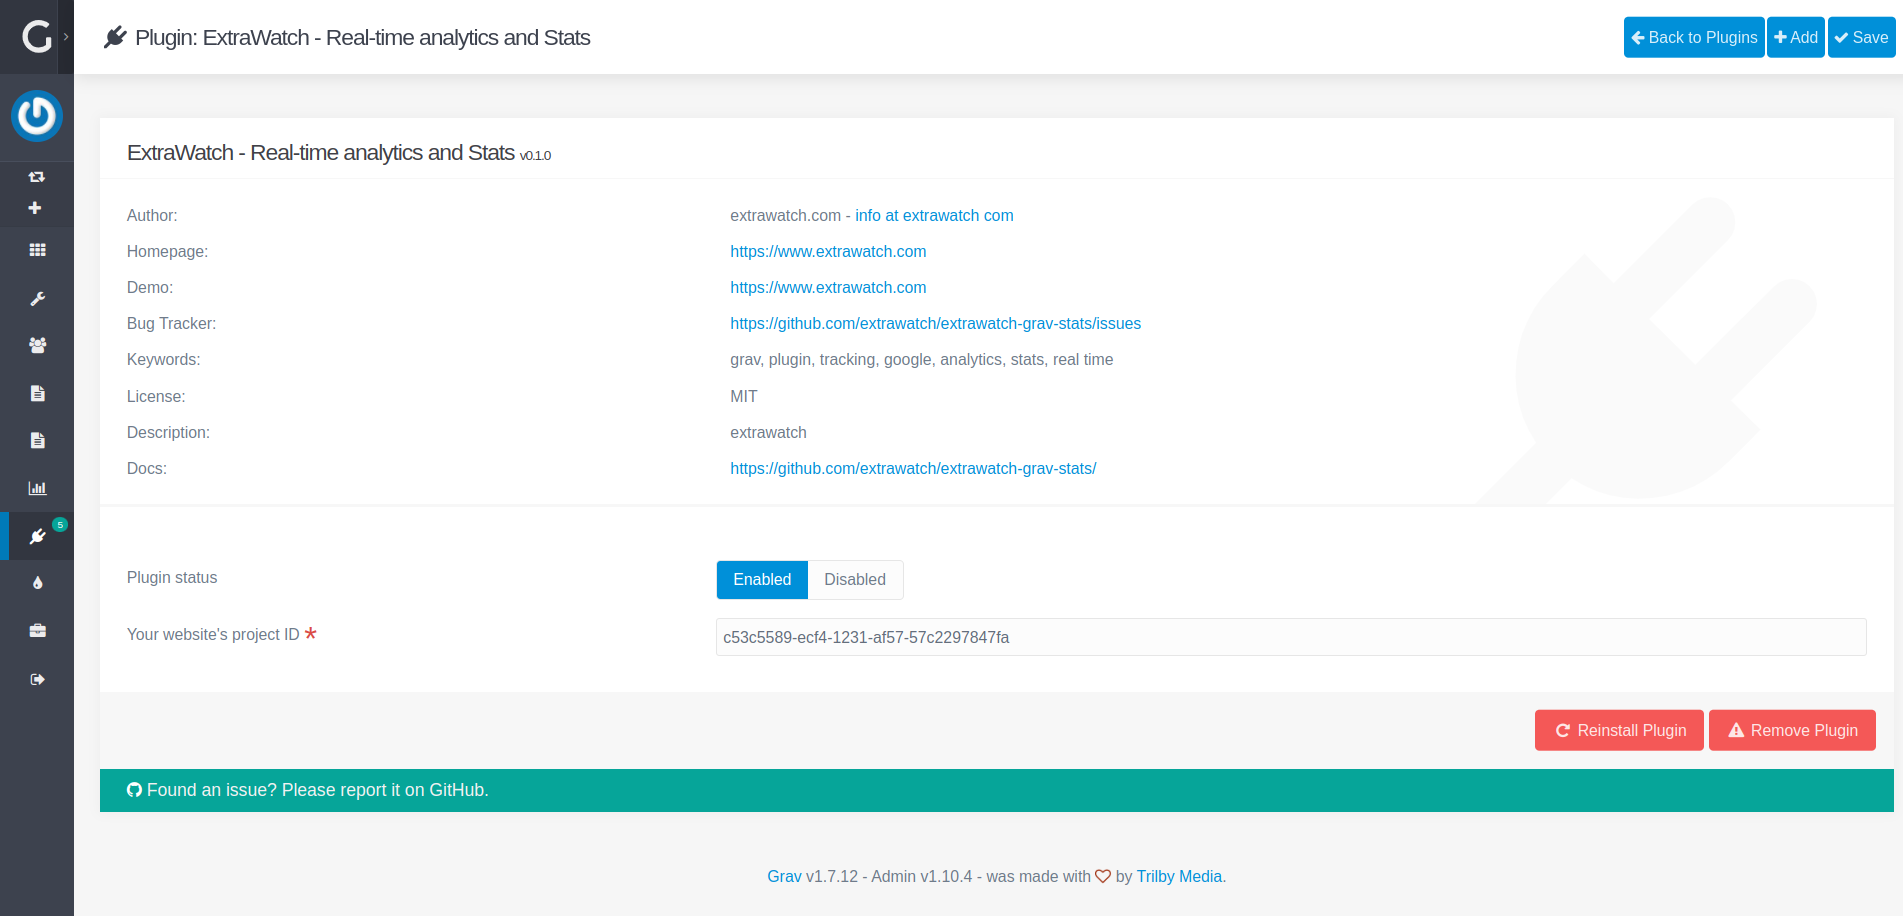 Plugin: ExtraWatch - Real-time analytics and Stats
Back to Plugins
Add
Save
ExtraWatch - Real-time analytics and Stats v0.1.0
Author: extrawatch.com - info at extrawatch com
Homepage: https://www.extrawatch.com
Demo: https://www.extrawatch.com
Bug Tracker: https://github.com/extrawatch/extrawatch-grav-stats/issues
Keywords: grav, plugin, tracking, google, analytics, stats, real time
License: MIT
Description: extrawatch
Docs: https://github.com/extrawatch/extrawatch-grav-stats/
5
Plugin status Enabled Disabled
Your website's project ID * c53c5589-ecf4-1231-af57-57c2297847fa
Reinstall Plugin Remove Plugin
Found an issue? Please report it on GitHub.
Grav v1.7.12 - Admin v1.10.4 - was made with by Trilby Media.